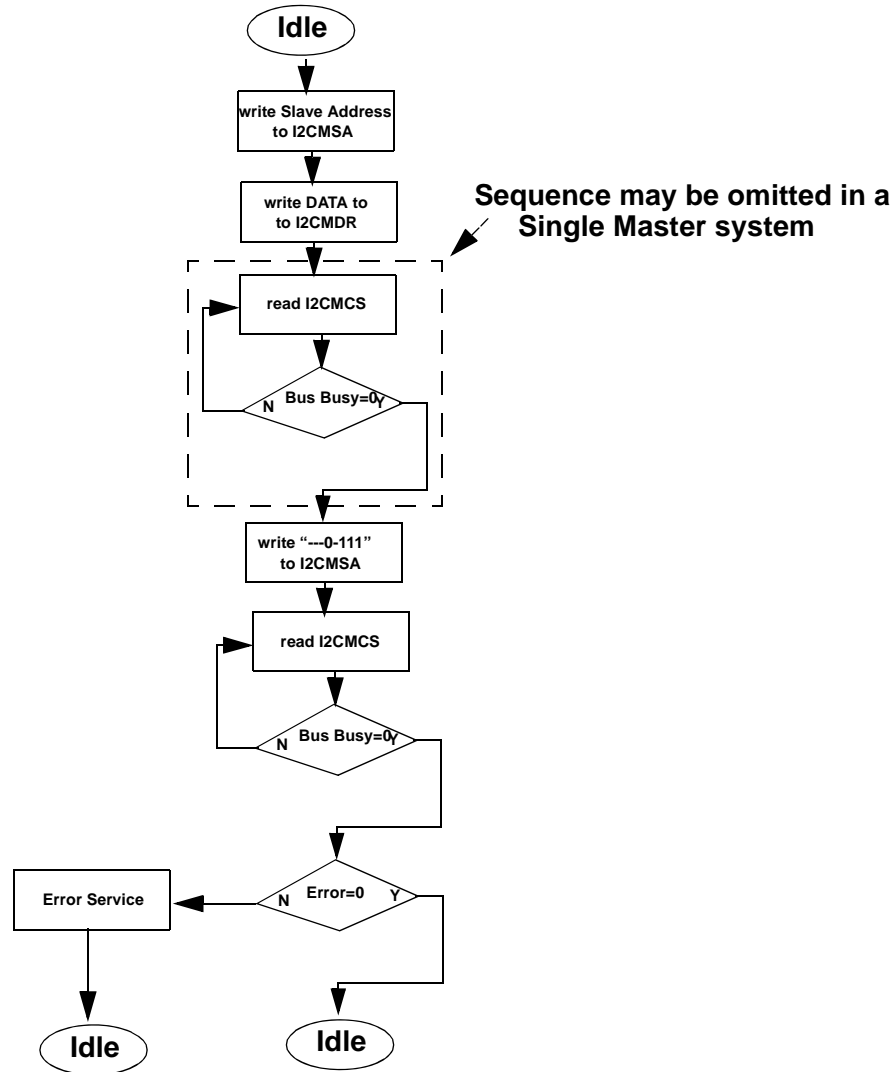 Idle
write Slave Address
to I2CMSA
write DATA to
to I2CMDR
Sequence may be omitted in a
Single Master system
read I2CMCS
N Bus Busy=0 Y
write “---0-111”
to I2CMSA
read I2CMCS
N Bus Busy=0 Y
Error Service
N Error=0 Y
Idle
Idle